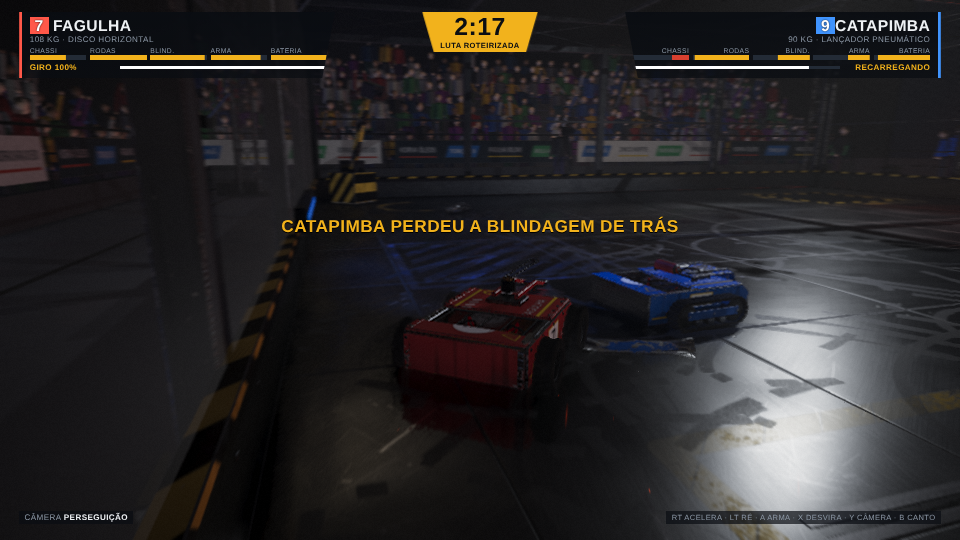 7 FAGULHA
108 KG · DISCO HORIZONTAL
CHASSI RODAS BLIND. ARMA BATERIA
GIRO 100%
2:17
LUTA ROTEIRIZADA
9 CATAPIMBA
90 KG · LANÇADOR PNEUMÁTICO
CHASSI RODAS BLIND. ARMA BATERIA
RECARREGANDO
CATAPIMBA PERDEU A BLINDAGEM DE TRÁS
CÂMERA PERSEGUIÇÃO
RT ACELERA · LT RÉ · A ARMA · X DESVIRA · Y CÂMERA · B CANTO